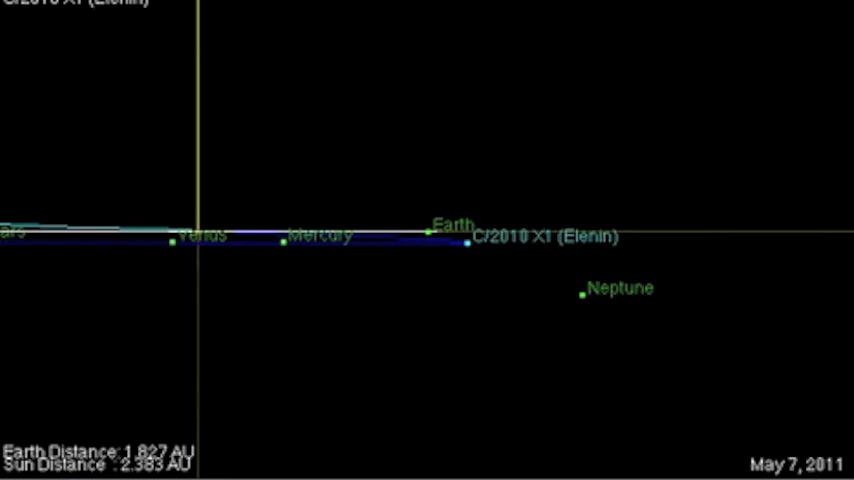 C/2010 X1 (Elenin)
Earth
ars
Venus
Mercury
C/2010 X1 (Elenin)
Neptune
Earth Distance: 1.827 AU
Sun Distance : 2.383 AU
May 7, 2011